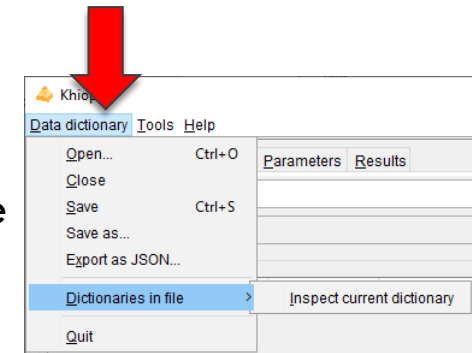 Khiop
Data dictionary Tools Help
Open... Ctrl+O
Parameters Results
Close
e
Save Ctrl+S
Save as...
Export as JSON...
Dictionaries in file > Inspect current dictionary
Quit